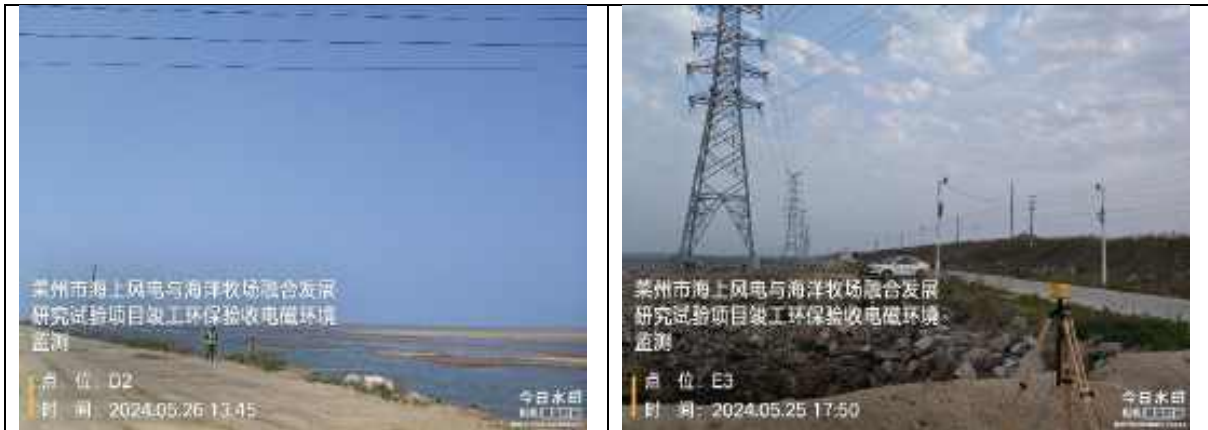 莱州市海上风电与海洋牧场融合发展
研究试验项目竣工环保验收电磁环境
监测
点 位: D2
时 间: 2024.05.26 13:45
今日水印
莱州市海上风电与海洋牧场融合发展
研究试验项目竣工环保验收电磁环境
监测
点 位: E3
时 间: 2024.05.25 17:50
今日水印